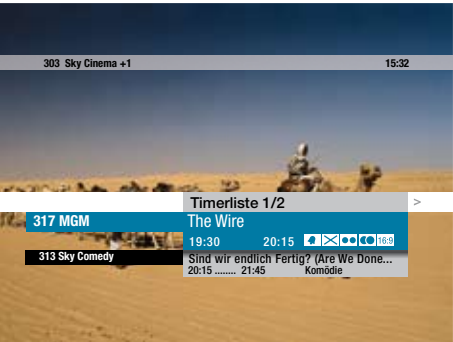 303 Sky Cinema +1 15:32
Timerliste 1/2 >
317 MGM The Wire
19:30 20:15 16:9
313 Sky Comedy Sind wir endlich Fertig? (Are We Done...
20:15 ........ 21:45 Komödie